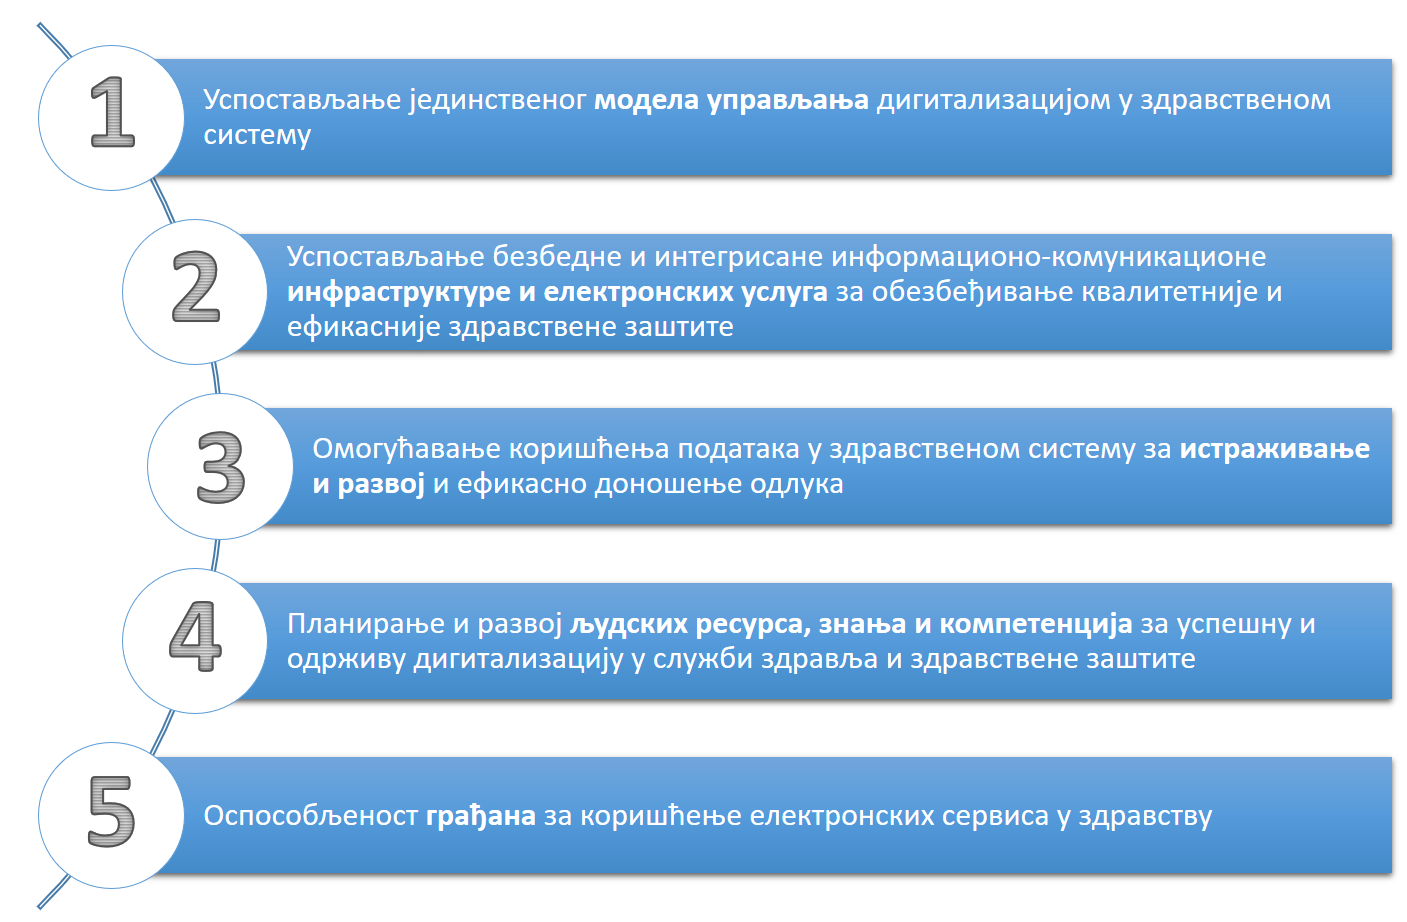 1
Успостављање јединственог модела управљања дигитализацијом у здравственом
систему
2
Успостављање безбедне и интегрисане информационо-комуникационе
инфраструктуре и електронских услуга за обезбеђивање квалитетније и
ефикасније здравствене заштите
3
Омогућавање коришћења података у здравственом систему за истраживање
и развој и ефикасно доношење одлука
4
Планирање и развој људских ресурса, знања и компетенција за успешну и
одрживу дигитализацију у служби здравља и здравствене заштите
5
Оспособљеност грађана за коришћење електронских сервиса у здравству